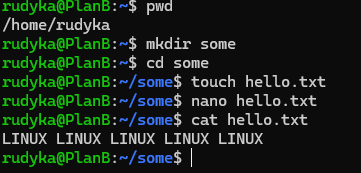 rudyka@PlanB:~$ pwd
/home/rudyka
rudyka@PlanB:~$ mkdir some
rudyka@PlanB:~$ cd some
rudyka@PlanB:~/some$ touch hello.txt
rudyka@PlanB:~/some$ nano hello.txt
rudyka@PlanB:~/some$ cat hello.txt
LINUX LINUX LINUX LINUX LINUX
rudyka@PlanB:~/some$